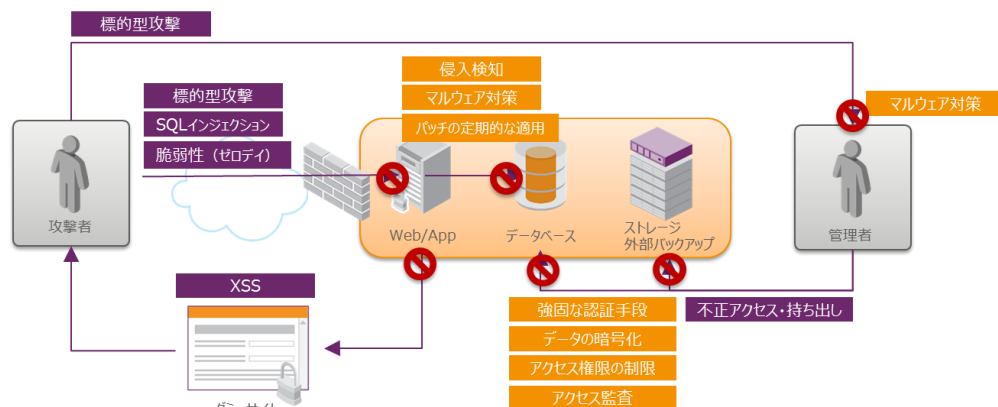 標的型攻撃
侵入検知
マルウェア対策
パッチの定期的な適用
マルウェア対策
標的型攻撃
SQLインジェクション
脆弱性（ゼロデイ）
攻撃者
Web/App
データベース
ストレージ
外部バックアップ
管理者
XSS
強固な認証手段
データの暗号化
アクセス権限の制限
アクセス監査
不正アクセス・持ち出し